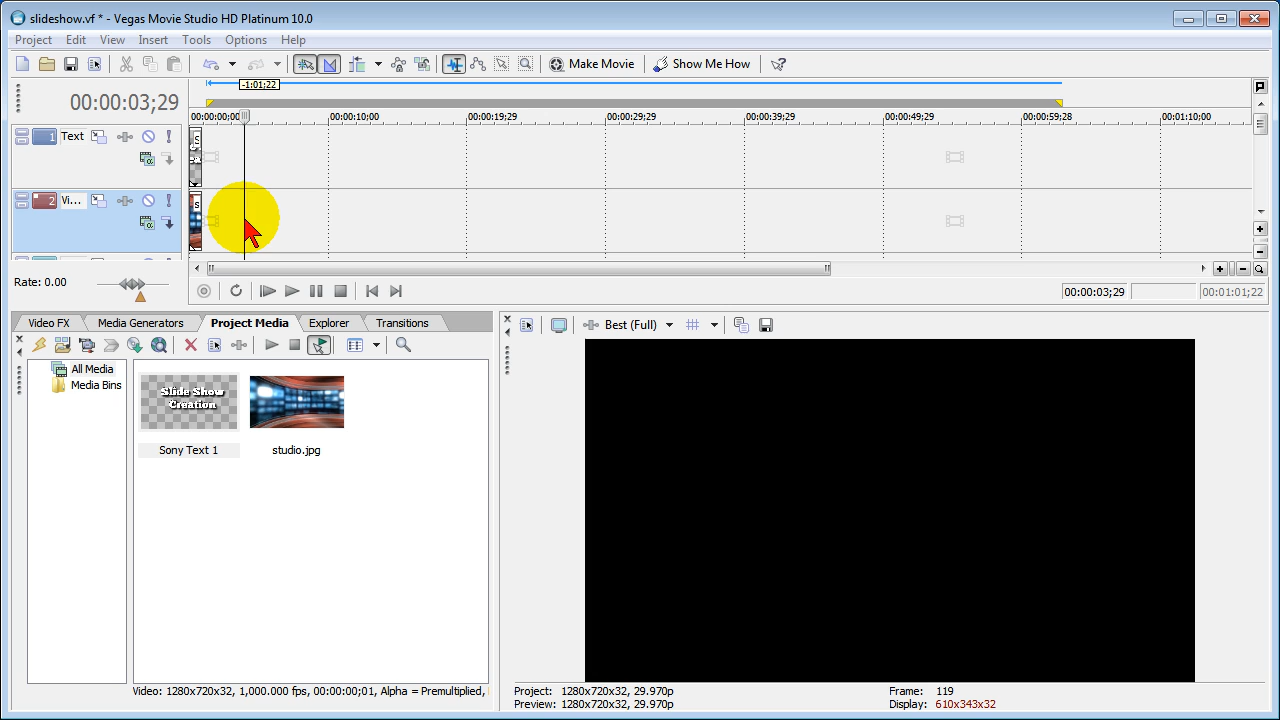 slideshow.vf * - Vegas Movie Studio HD Platinum 10.0
Project Edit View Insert Tools Options Help
Make Movie Show Me How
-1:01;22
00:00:03;29
00:00:00;00 00:00:10;00 00:00:19;29 00:00:29;29 00:00:39;29 00:00:49;29 00:00:59;28 00:01:10;00
1 Text
2 Vi...
s
Rate: 0.00
00:00:03;29 00:01:01;22
Video FX Media Generators Project Media Explorer Transitions
Best (Full)
All Media
Media Bins
Slide Show
Creation
Sony Text 1 studio.jpg
Video: 1280x720x32, 1,000.000 fps, 00:00:00;01, Alpha = Premultiplied,
Project: 1280x720x32, 29.970p Frame: 119
Preview: 1280x720x32, 29.970p Display: 610x343x32